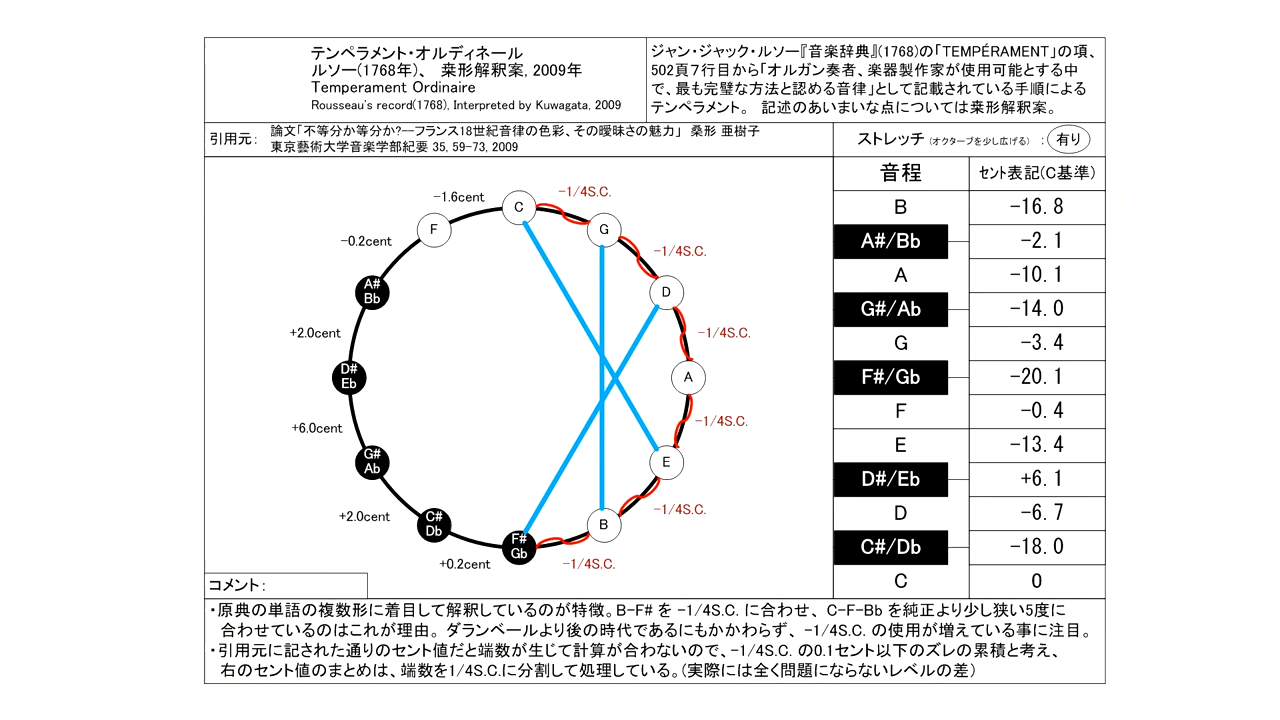 テンペラメント・オルディネール
ルソー(1768年)、 桒形解釈案, 2009年
Temperament Ordinaire
Rousseau's record(1768), Interpreted by Kuwagata, 2009
ジャン・ジャック・ルソー『音楽辞典』(1768)の「TEMPÉRAMENT」の項、
502頁7行目から「オルガン奏者、楽器製作家が使用可能とする中
で、最も完璧な方法と認める音律」として記載されている手順による
テンペラメント。 記述のあいまいな点については桒形解釈案。
引用元:
論文「不等分か等分か?--フランス18世紀音律の色彩、その曖昧さの魅力」 桑形 亜樹子
東京藝術大学音楽学部紀要 35, 59-73, 2009
ストレッチ (オクターブを少し広げる) : 有り
音程 セント表記(C基準)
B -16.8
A#/Bb -2.1
A -10.1
G#/Ab -14.0
G -3.4
F#/Gb -20.1
F -0.4
E -13.4
D#/Eb +6.1
D -6.7
C#/Db -18.0
C 0
-1.6cent
C
-1/4S.C.
F
G
-0.2cent
-1/4S.C.
A#
Bb
D
+2.0cent
-1/4S.C.
D#
Eb
A
+6.0cent
-1/4S.C.
G#
Ab
E
+2.0cent
-1/4S.C.
C#
Db
B
F#
Gb
+0.2cent
-1/4S.C.
コメント:
・原典の単語の複数形に着目して解釈しているのが特徴。B-F# を -1/4S.C. に合わせ、 C-F-Bb を純正より少し狭い5度に
合わせているのはこれが理由。 ダランベールより後の時代であるにもかかわらず、 -1/4S.C. の使用が増えている事に注目。
・引用元に記された通りのセント値だと端数が生じて計算が合わないので、-1/4S.C. の0.1セント以下のズレの累積と考え、
右のセント値のまとめは、端数を1/4S.C.に分割して処理している。(実際には全く問題にならないレベルの差)